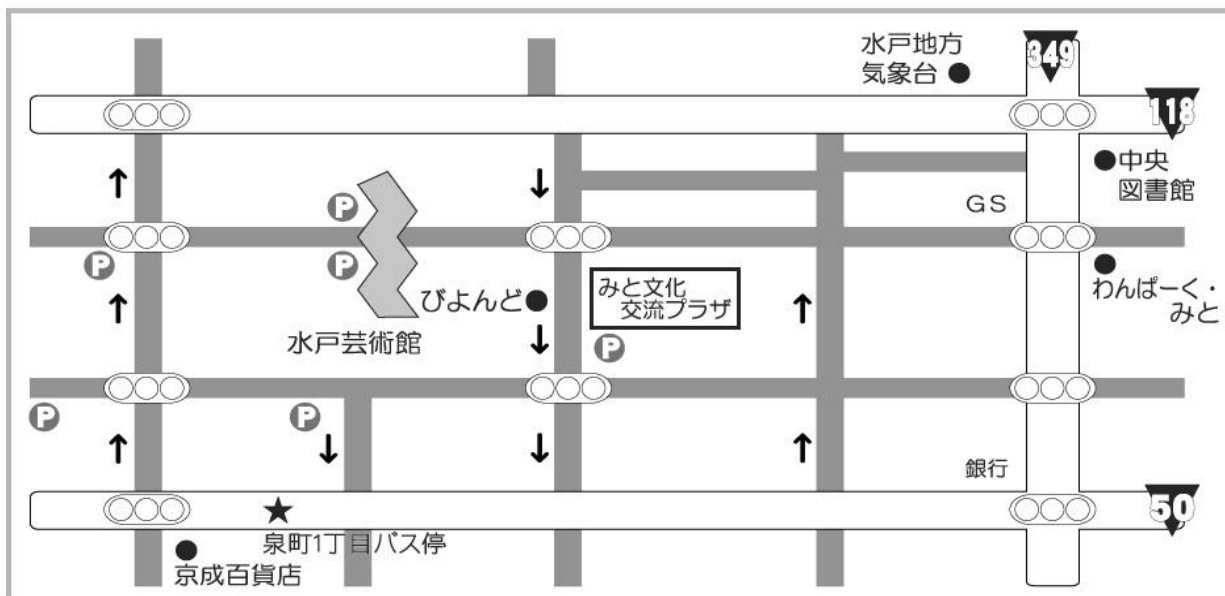 水戸地方
気象台
349
118
中央
図書館
P
GS
P
P
みと文化
交流プラザ
びよんど
わんぱーく・
みと
水戸芸術館
P
P
P
銀行
50
泉町1丁目バス停
京成百貨店